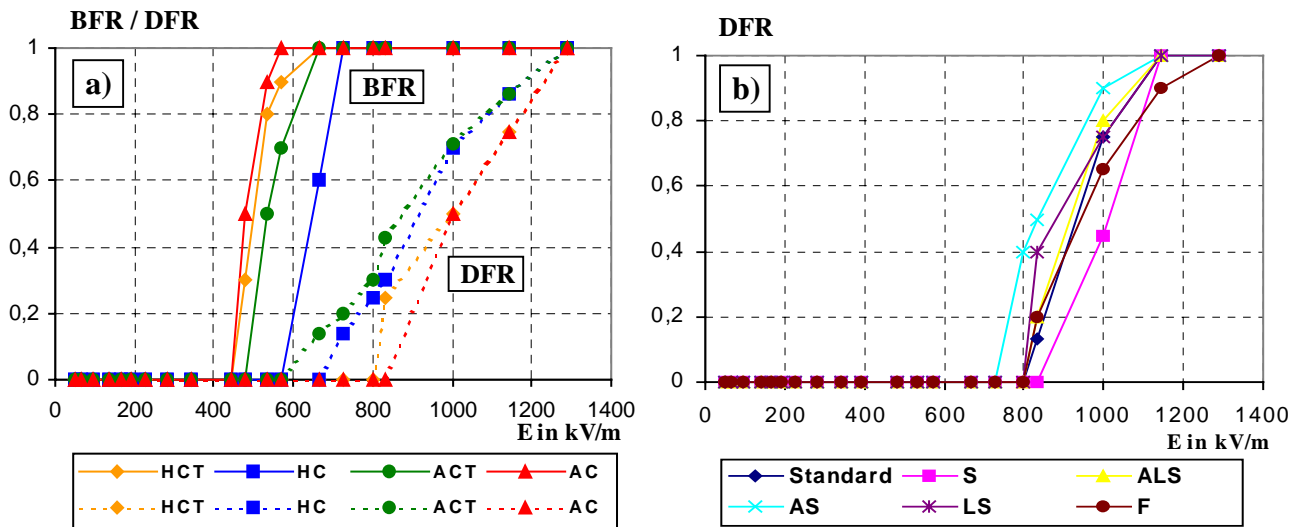 BFR / DFR
a)
1
0,8
0,6
0,4
0,2
0
BFR
DFR
0 200 400 600 800 1000 1200 1400
E in kV/m
HCT HC ACT AC
HCT HC ACT AC
DFR
b)
1
0,8
0,6
0,4
0,2
0
0 200 400 600 800 1000 1200 1400
E in kV/m
Standard S ALS
AS LS F